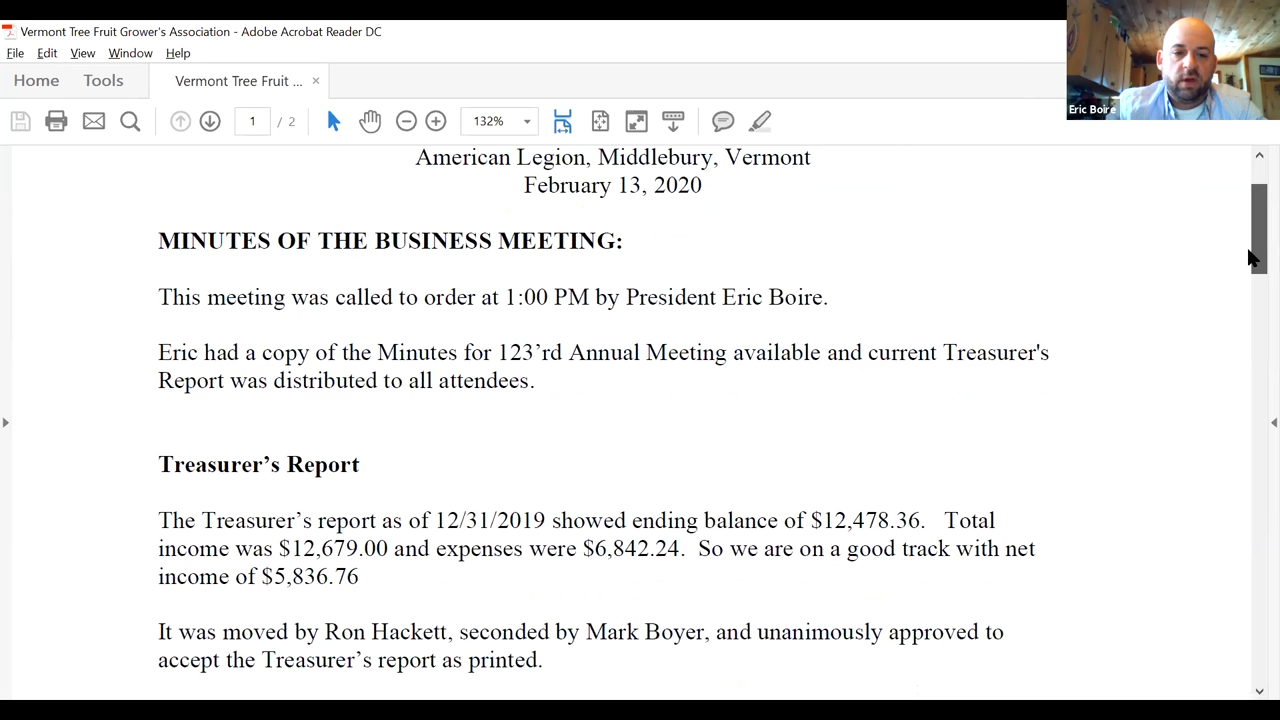 Vermont Tree Fruit Grower's Association - Adobe Acrobat Reader DC
File Edit View Window Help
Home Tools Vermont Tree Fruit ... ×
1 / 2 132%
Eric Boire
American Legion, Middlebury, Vermont
February 13, 2020
MINUTES OF THE BUSINESS MEETING:
This meeting was called to order at 1:00 PM by President Eric Boire.
Eric had a copy of the Minutes for 123’rd Annual Meeting available and current Treasurer's
Report was distributed to all attendees.
Treasurer’s Report
The Treasurer’s report as of 12/31/2019 showed ending balance of $12,478.36.   Total
income was $12,679.00 and expenses were $6,842.24.  So we are on a good track with net
income of $5,836.76
It was moved by Ron Hackett, seconded by Mark Boyer, and unanimously approved to
accept the Treasurer’s report as printed.